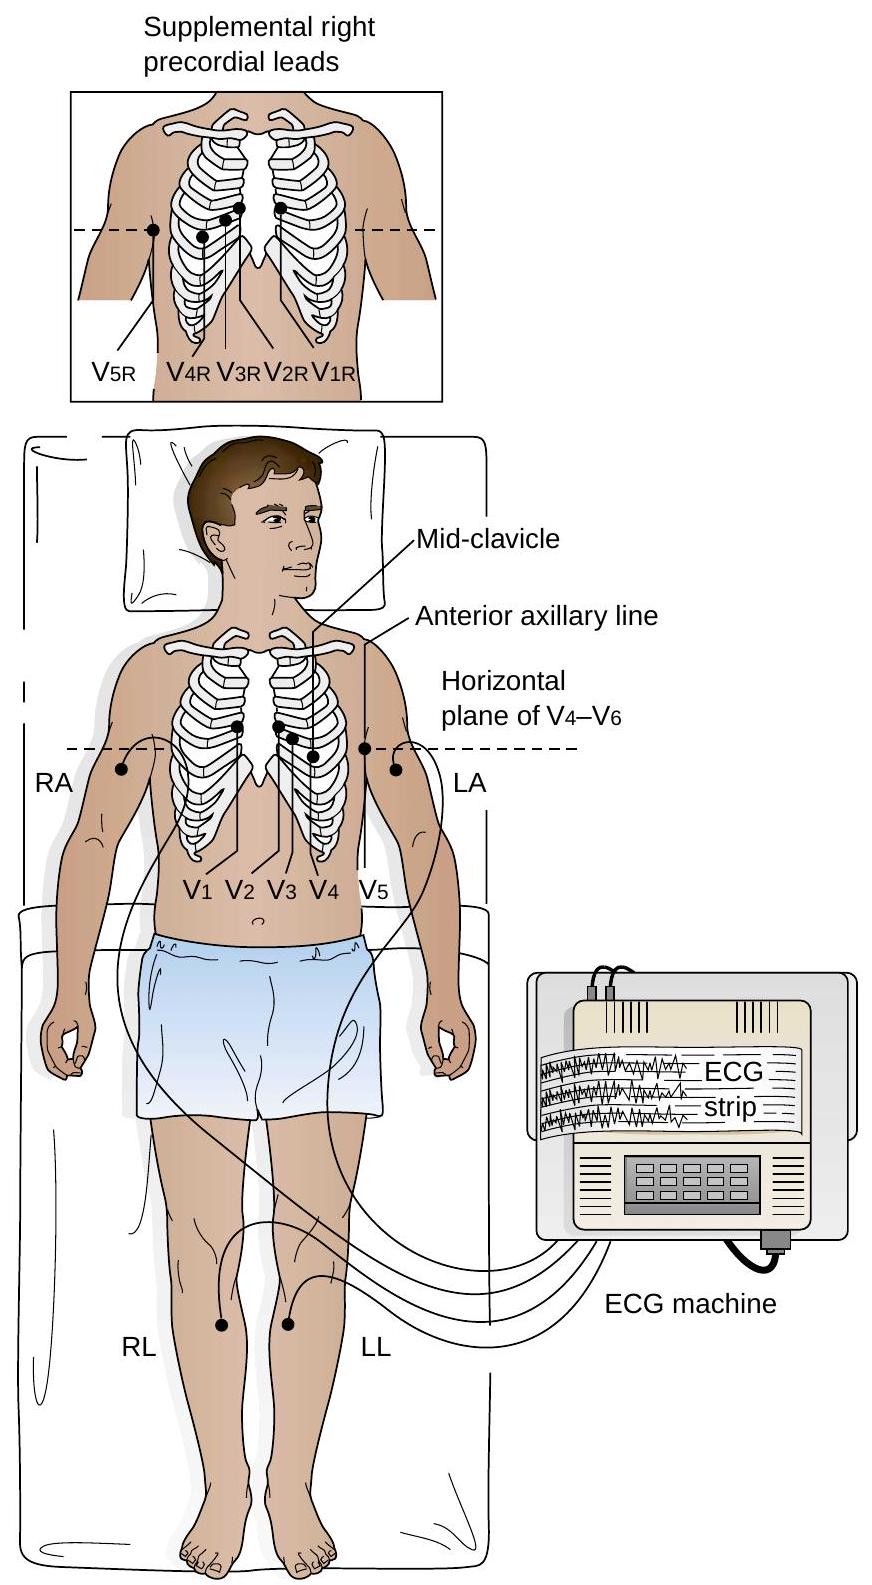 Supplemental right
precordial leads
V5R V4R V3R V2R V1R
Mid-clavicle
Anterior axillary line
Horizontal
plane of V4–V6
RA
LA
V1 V2 V3 V4 V5
ECG
strip
ECG machine
RL
LL